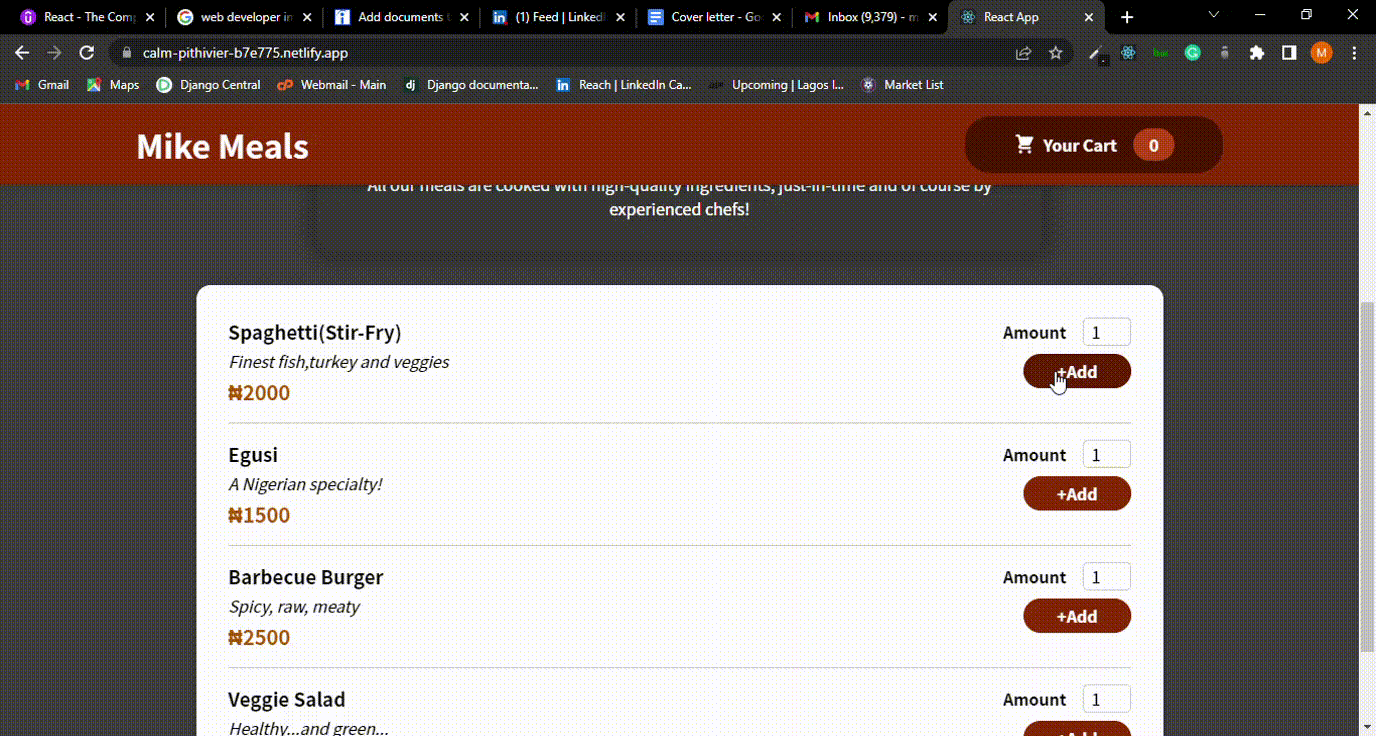 React - The Comp
web developer in
Add documents t
(1) Feed | LinkedI
Cover letter - Go
Inbox (9,379) - m
React App
calm-pithivier-b7e775.netlify.app
M
Gmail
Maps
Django Central
Webmail - Main
dj Django documenta...
in Reach | LinkedIn Ca...
Upcoming | Lagos I...
Market List
Mike Meals
Your Cart 0
All our meals are cooked with high-quality ingredients, just-in-time and of course by
experienced chefs!
Spaghetti(Stir-Fry)
Amount 1
Finest fish,turkey and veggies
+Add
₦2000
Egusi
Amount 1
A Nigerian specialty!
+Add
₦1500
Barbecue Burger
Amount 1
Spicy, raw, meaty
+Add
₦2500
Veggie Salad
Amount 1
Healthy...and green...
+Add